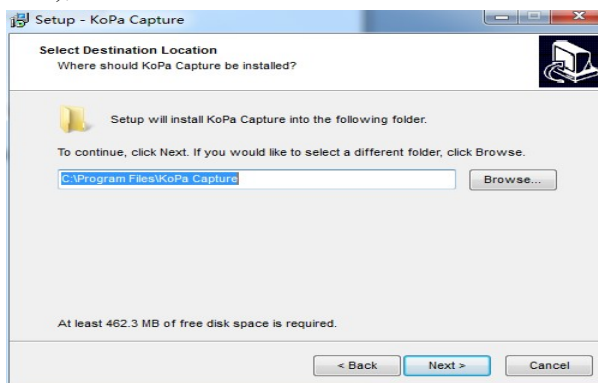 Setup - KoPa Capture
Select Destination Location
Where should KoPa Capture be installed?
Setup will install KoPa Capture into the following folder.
To continue, click Next. If you would like to select a different folder, click Browse.
C:\Program Files\KoPa Capture
Browse...
At least 462.3 MB of free disk space is required.
< Back
Next >
Cancel